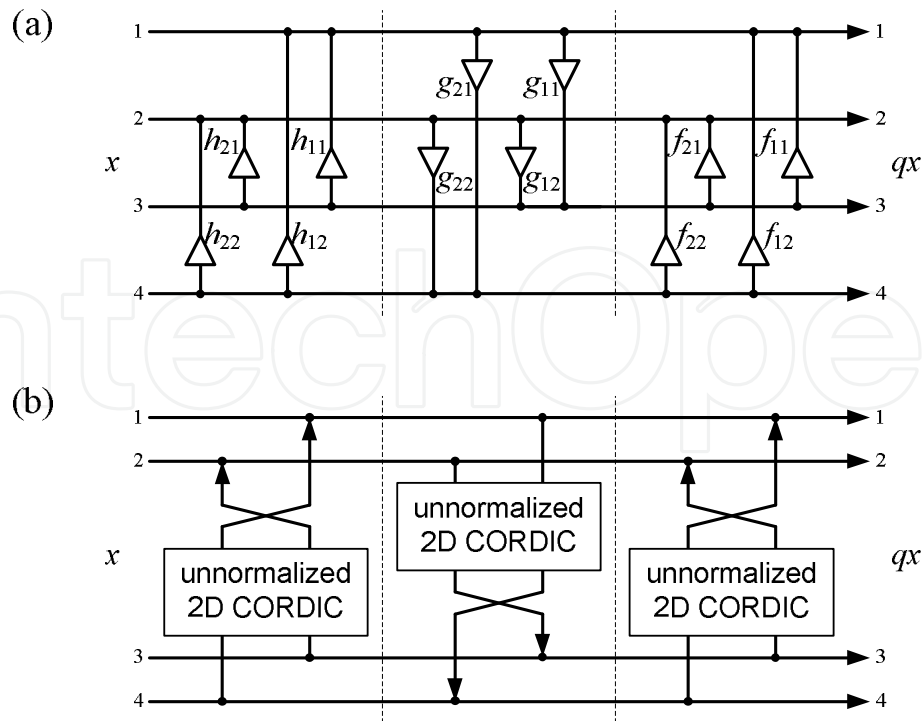 (a)
1 1
g21 g11
2 2
h21 h11 f21 f11
x g22 g12 qx
3 3
h22 h12 f22 f12
4 4
ntechOpe
(b)
1 1
2 2
unnormalized
2D CORDIC
x qx
unnormalized unnormalized
2D CORDIC 2D CORDIC
3 3
4 4